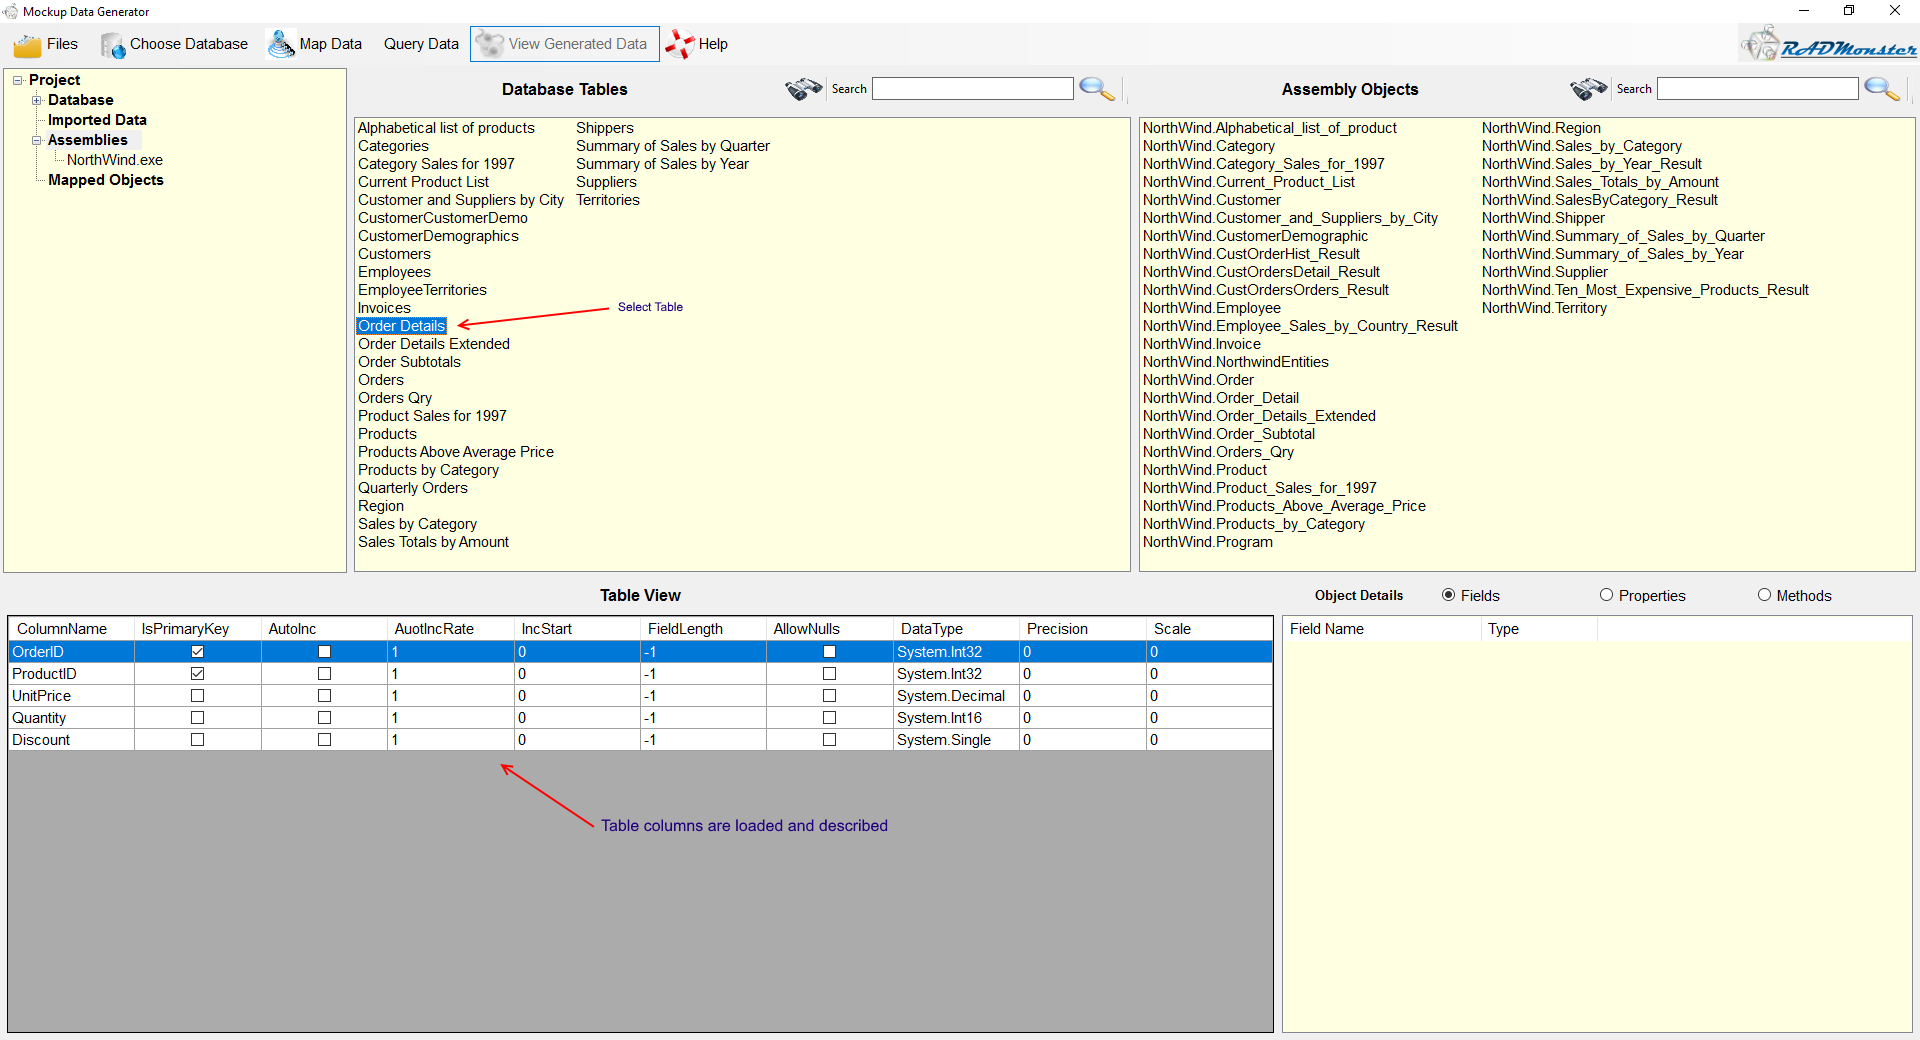 Mockup Data Generator
Files Choose Database Map Data Query Data View Generated Data Help
RADMonster
Project
Database
Imported Data
Assemblies
NorthWind.exe
Mapped Objects
Database Tables Search
Alphabetical list of products
Categories
Category Sales for 1997
Current Product List
Customer and Suppliers by City
CustomerCustomerDemo
CustomerDemographics
Customers
Employees
EmployeeTerritories
Invoices
Order Details
Order Details Extended
Order Subtotals
Orders
Orders Qry
Product Sales for 1997
Products
Products Above Average Price
Products by Category
Quarterly Orders
Region
Sales by Category
Sales Totals by Amount
Shippers
Summary of Sales by Quarter
Summary of Sales by Year
Suppliers
Territories
Select Table
Assembly Objects Search
NorthWind.Alphabetical_list_of_product
NorthWind.Category
NorthWind.Category_Sales_for_1997
NorthWind.Current_Product_List
NorthWind.Customer
NorthWind.Customer_and_Suppliers_by_City
NorthWind.CustomerDemographic
NorthWind.CustOrderHist_Result
NorthWind.CustOrdersDetail_Result
NorthWind.CustOrdersOrders_Result
NorthWind.Employee
NorthWind.Employee_Sales_by_Country_Result
NorthWind.Invoice
NorthWind.NorthwindEntities
NorthWind.Order
NorthWind.Order_Detail
NorthWind.Order_Details_Extended
NorthWind.Order_Subtotal
NorthWind.Orders_Qry
NorthWind.Product
NorthWind.Product_Sales_for_1997
NorthWind.Products_Above_Average_Price
NorthWind.Products_by_Category
NorthWind.Program
NorthWind.Region
NorthWind.Sales_by_Category
NorthWind.Sales_by_Year_Result
NorthWind.Sales_Totals_by_Amount
NorthWind.SalesByCategory_Result
NorthWind.Shipper
NorthWind.Summary_of_Sales_by_Quarter
NorthWind.Summary_of_Sales_by_Year
NorthWind.Supplier
NorthWind.Ten_Most_Expensive_Products_Result
NorthWind.Territory
Table View
ColumnName IsPrimaryKey AutoInc AuotIncRate IncStart FieldLength AllowNulls DataType Precision Scale
OrderID 1 0 -1 System.Int32 0 0
ProductID 1 0 -1 System.Int32 0 0
UnitPrice 1 0 -1 System.Decimal 0 0
Quantity 1 0 -1 System.Int16 0 0
Discount 1 0 -1 System.Single 0 0
Table columns are loaded and described
Object Details Fields Properties Methods
Field Name Type